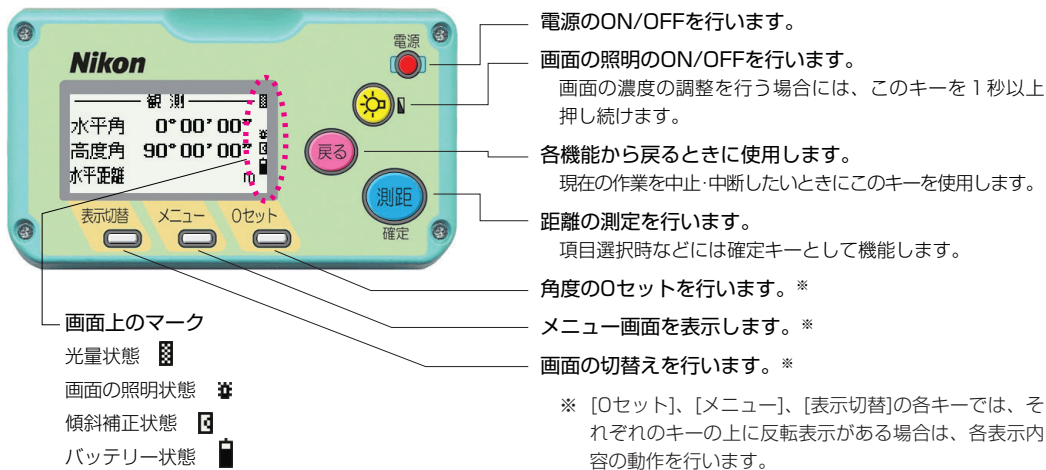 Nikon
電源
観 測
水平角 0°00'00"
高度角 90°00'00"
水平距離 m
戻る
測距
確定
表示切替 メニュー 0セット
画面上のマーク
光量状態
画面の照明状態
傾斜補正状態
バッテリー状態
電源のON/OFFを行います。
画面の照明のON/OFFを行います。
画面の濃度の調整を行う場合には、このキーを1秒以上
押し続けます。
各機能から戻るときに使用します。
現在の作業を中止・中断したいときにこのキーを使用します。
距離の測定を行います。
項目選択時などには確定キーとして機能します。
角度の0セットを行います。※
メニュー画面を表示します。※
画面の切替えを行います。※
※ [0セット]、[メニュー]、[表示切替]の各キーでは、そ
れぞれのキーの上に反転表示がある場合は、各表示内
容の動作を行います。